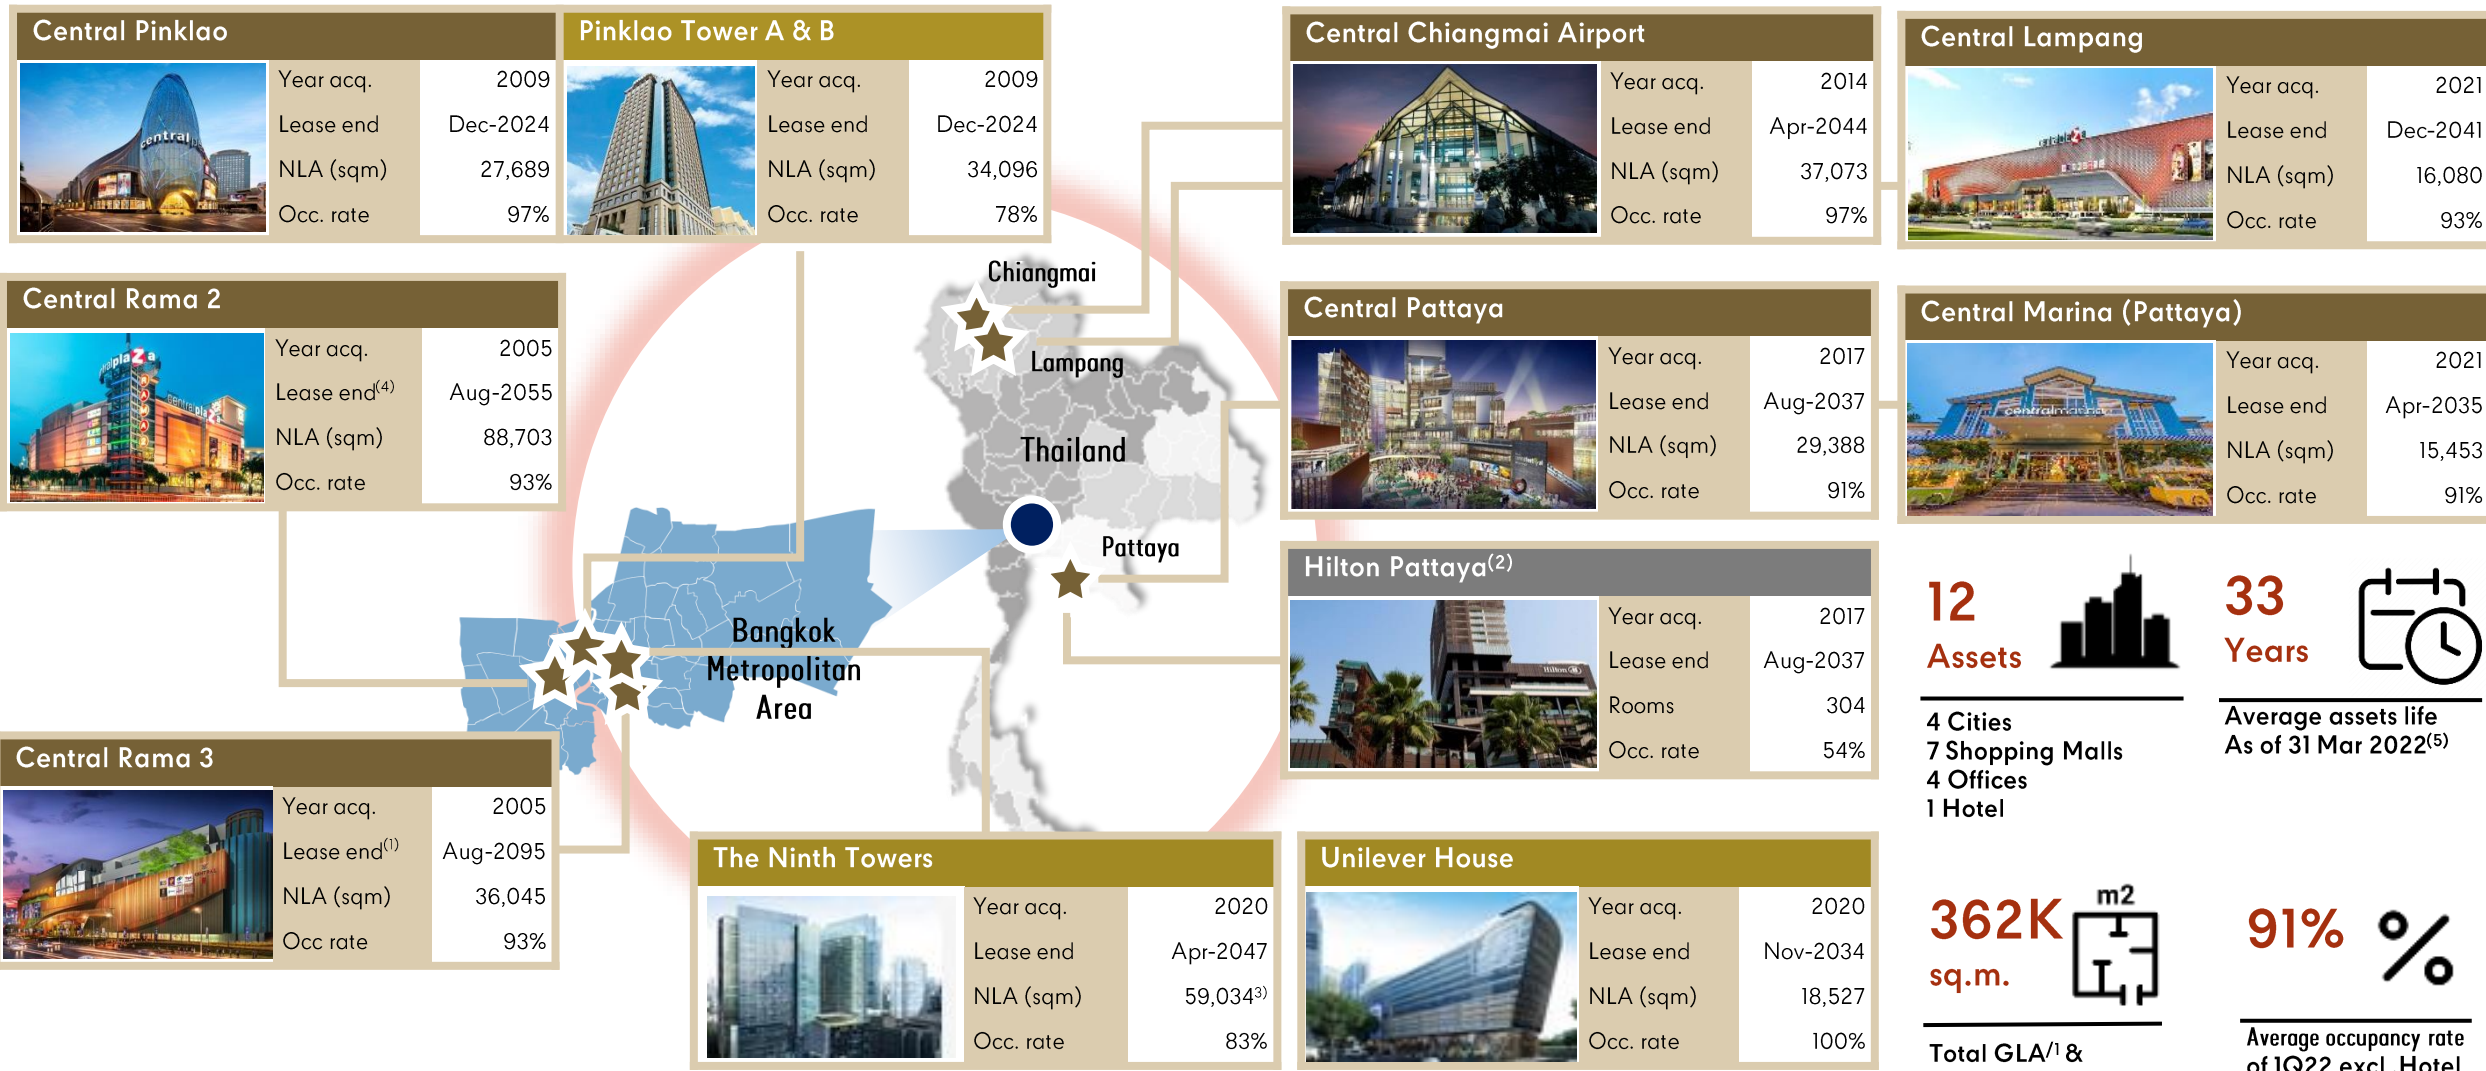 Central Pinklao
Year acq. 2009
Lease end Dec-2024
NLA (sqm) 27,689
Occ. rate 97%
Pinklao Tower A & B
Year acq. 2009
Lease end Dec-2024
NLA (sqm) 34,096
Occ. rate 78%
Central Chiangmai Airport
Year acq. 2014
Lease end Apr-2044
NLA (sqm) 37,073
Occ. rate 97%
Central Lampang
Year acq. 2021
Lease end Dec-2041
NLA (sqm) 16,080
Occ. rate 93%
Central Rama 2
Year acq. 2005
Lease end(4) Aug-2055
NLA (sqm) 88,703
Occ. rate 93%
Chiangmai
Lampang
Thailand
Pattaya
Bangkok
Metropolitan
Area
Central Pattaya
Year acq. 2017
Lease end Aug-2037
NLA (sqm) 29,388
Occ. rate 91%
Central Marina (Pattaya)
centralmarina
Year acq. 2021
Lease end Apr-2035
NLA (sqm) 15,453
Occ. rate 91%
Hilton Pattaya(2)
Hilton
Year acq. 2017
Lease end Aug-2037
Rooms 304
Occ. rate 54%
Central Rama 3
Year acq. 2005
Lease end(1) Aug-2095
NLA (sqm) 36,045
Occ rate 93%
The Ninth Towers
Year acq. 2020
Lease end Apr-2047
NLA (sqm) 59,0343)
Occ. rate 83%
Unilever House
Year acq. 2020
Lease end Nov-2034
NLA (sqm) 18,527
Occ. rate 100%
12
Assets
4 Cities
7 Shopping Malls
4 Offices
1 Hotel
33
Years
Average assets life
As of 31 Mar 2022(5)
362K
sq.m.
m2
Total GLA/1 &
91%
%
Average occupancy rate
of 1Q22 excl. Hotel